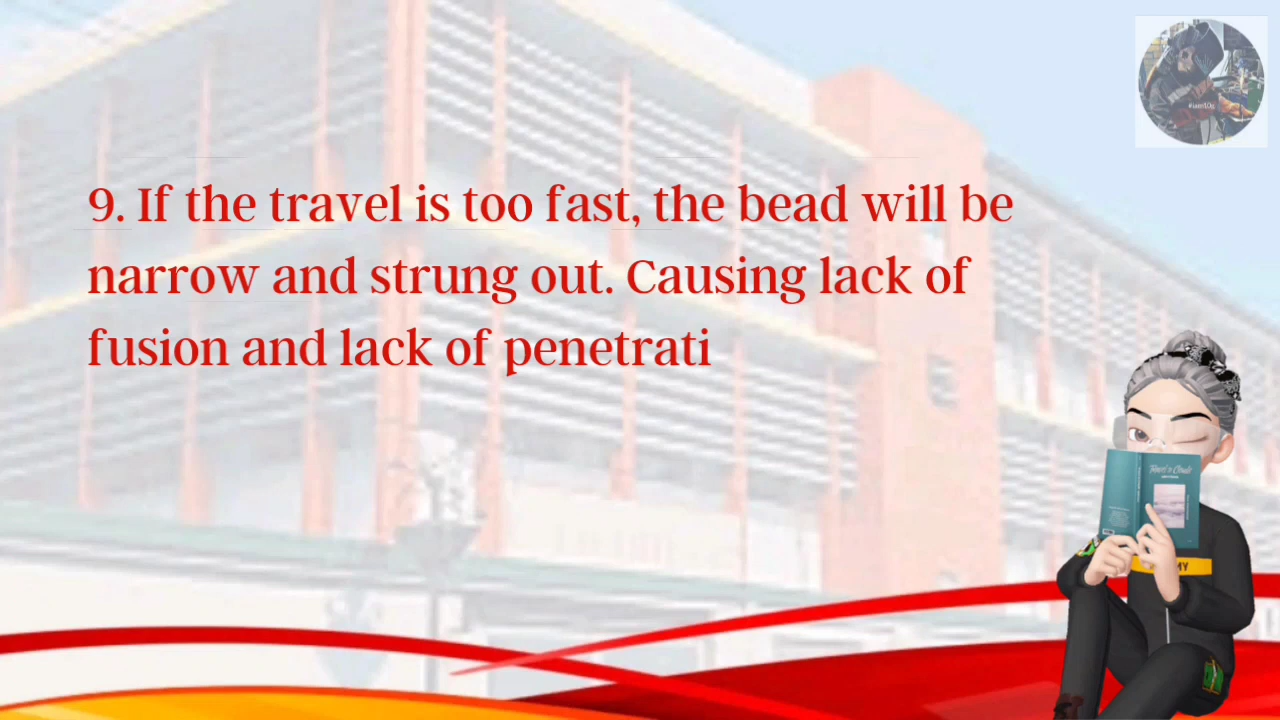 9. If the travel is too fast, the bead will be
narrow and strung out. Causing lack of
fusion and lack of penetrati